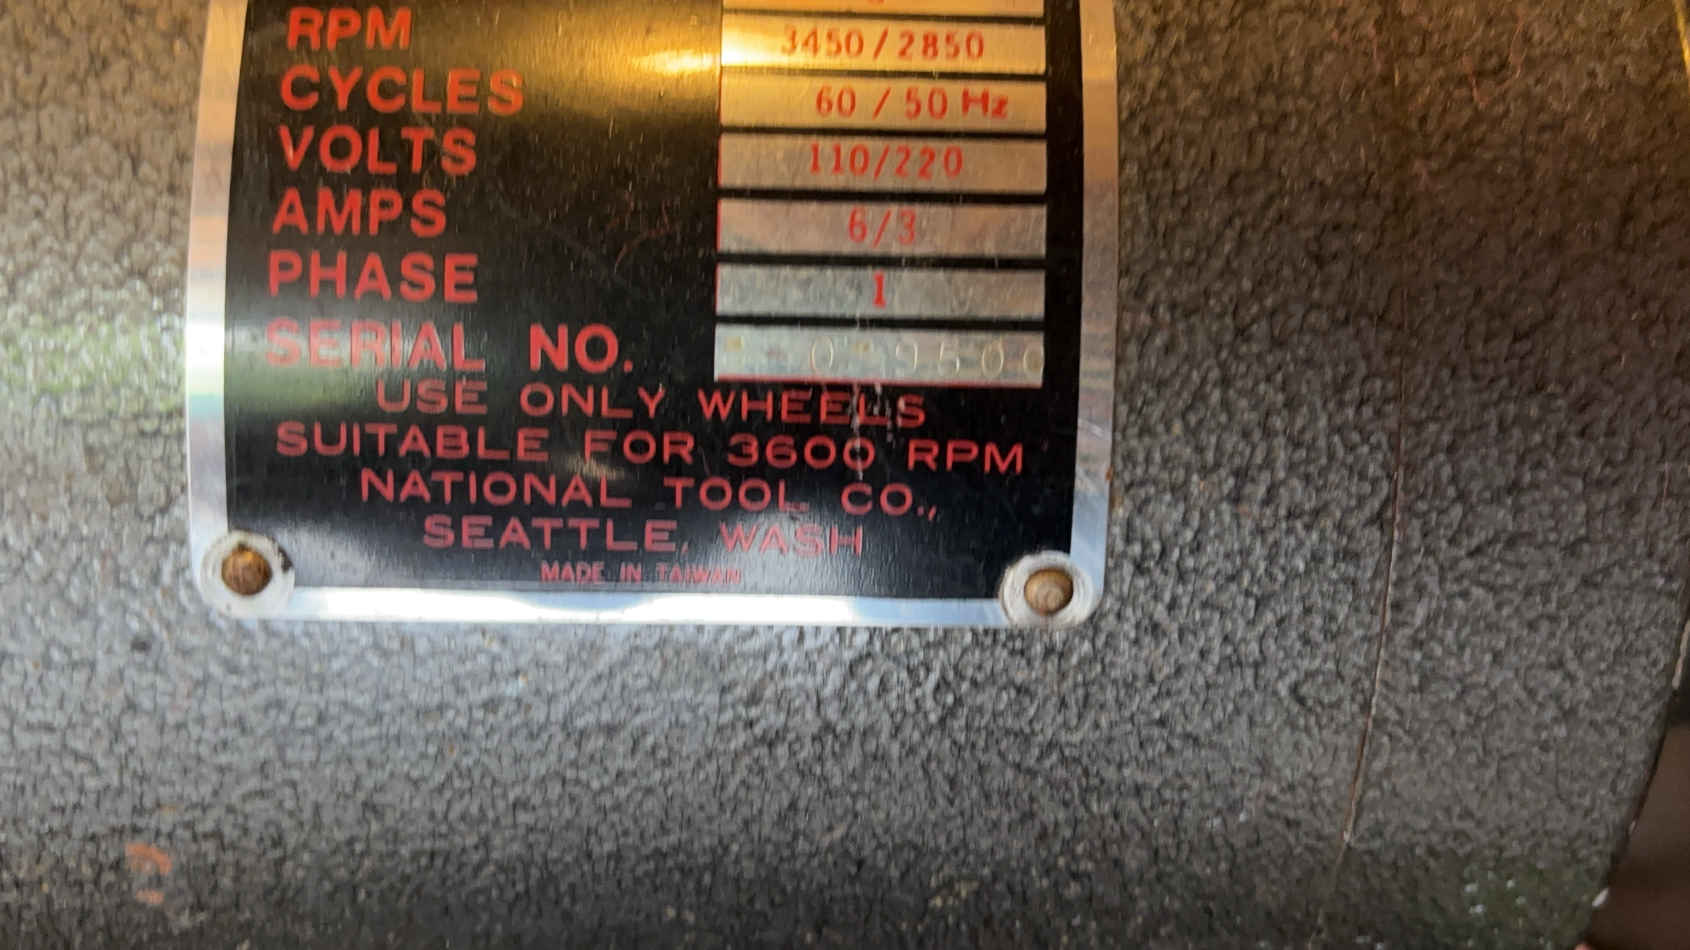 RPM 3450/2850
CYCLES 60 / 50 Hz
VOLTS 110/220
AMPS 6/3
PHASE 1
SERIAL NO.
USE ONLY WHEELS
SUITABLE FOR 3600 RPM
NATIONAL TOOL CO.,
SEATTLE, WASH
MADE IN TAIWAN